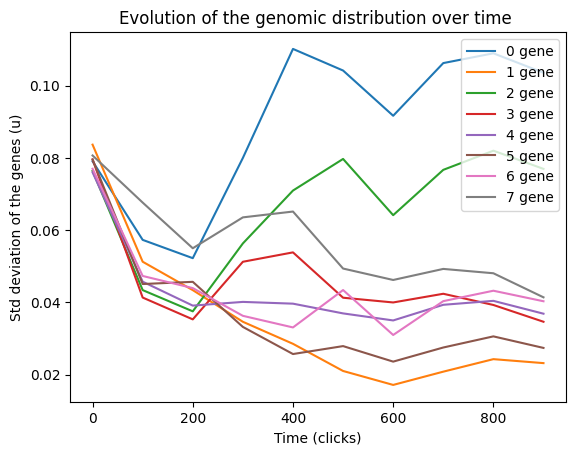 Evolution of the genomic distribution over time
Std deviation of the genes (u)
0.10
0.08
0.06
0.04
0.02
0 gene
1 gene
2 gene
3 gene
4 gene
5 gene
6 gene
7 gene
0
200
400
600
800
Time (clicks)